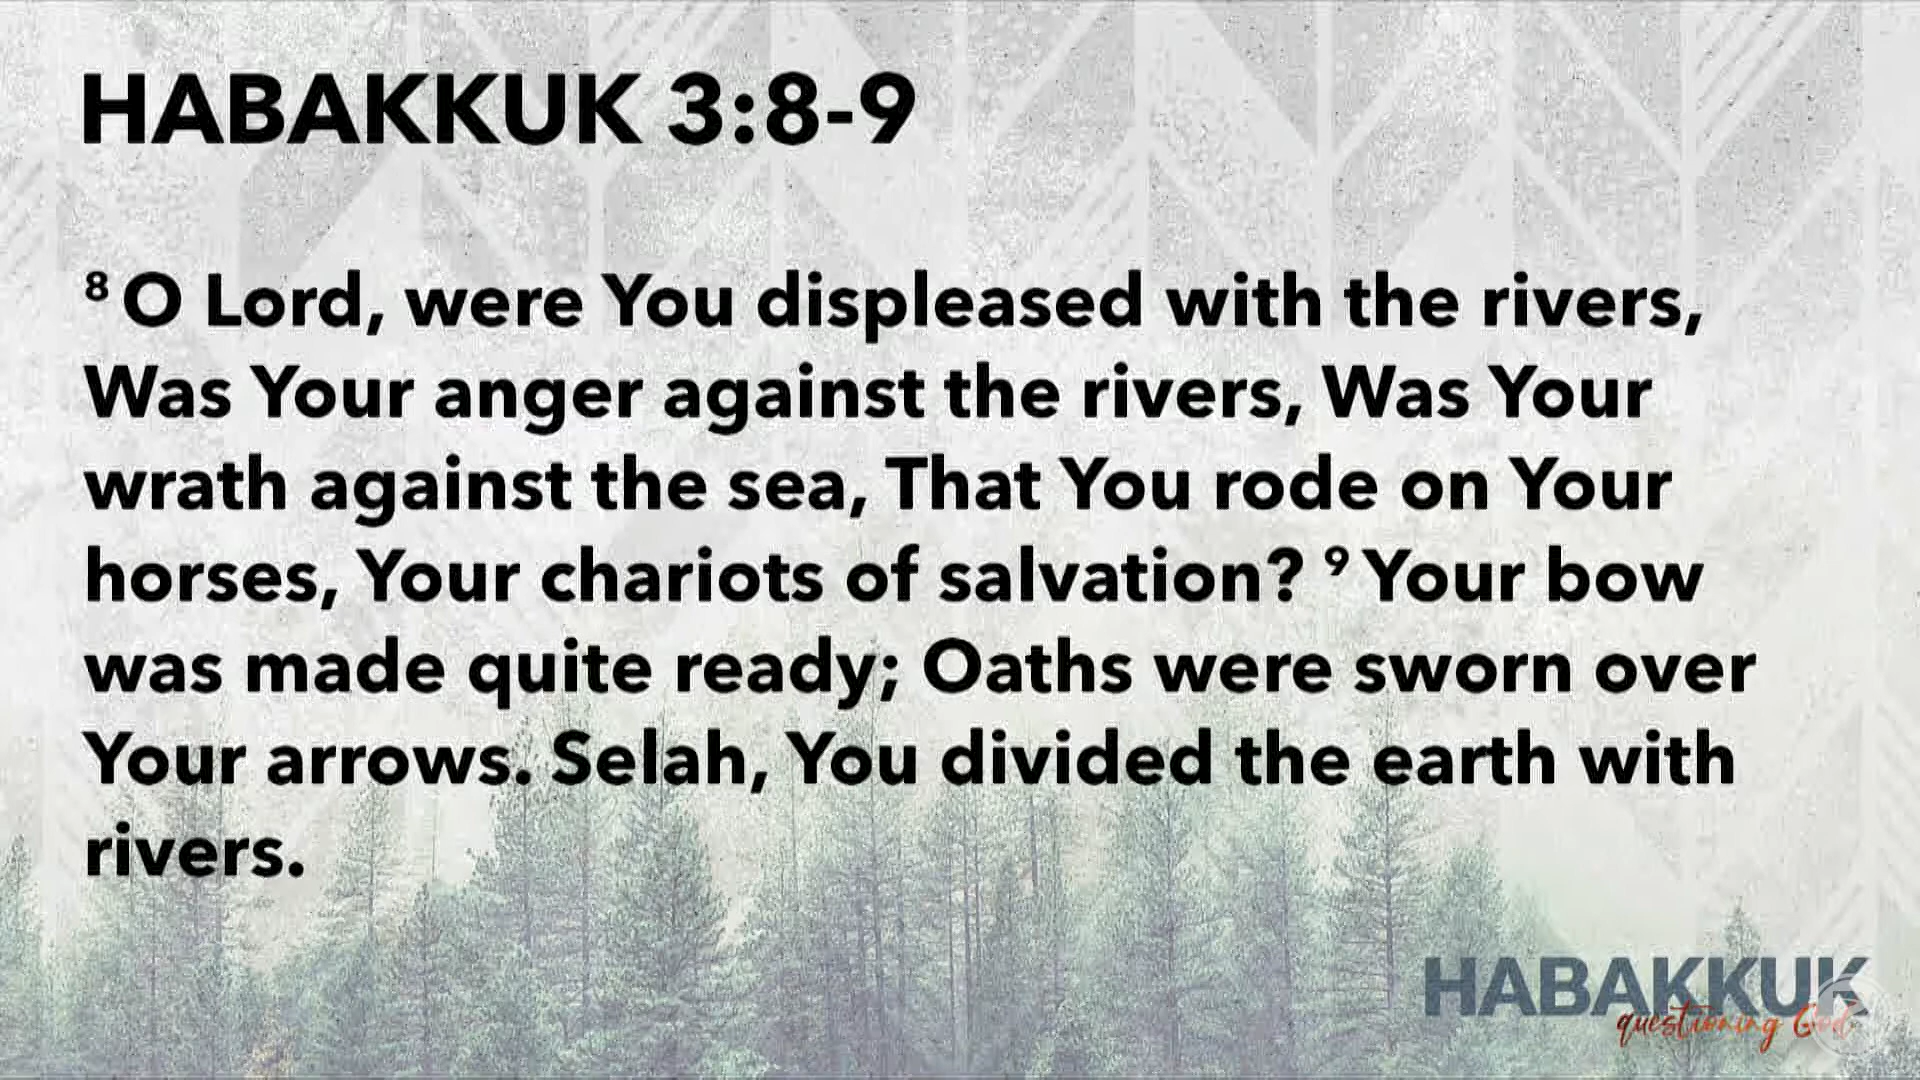 HABAKKUK 3:8-9
⁸ O Lord, were You displeased with the rivers,
Was Your anger against the rivers, Was Your
wrath against the sea, That You rode on Your
horses, Your chariots of salvation? ⁹ Your bow
was made quite ready; Oaths were sworn over
Your arrows. Selah, You divided the earth with
rivers.
HABAKKUK
questioning God